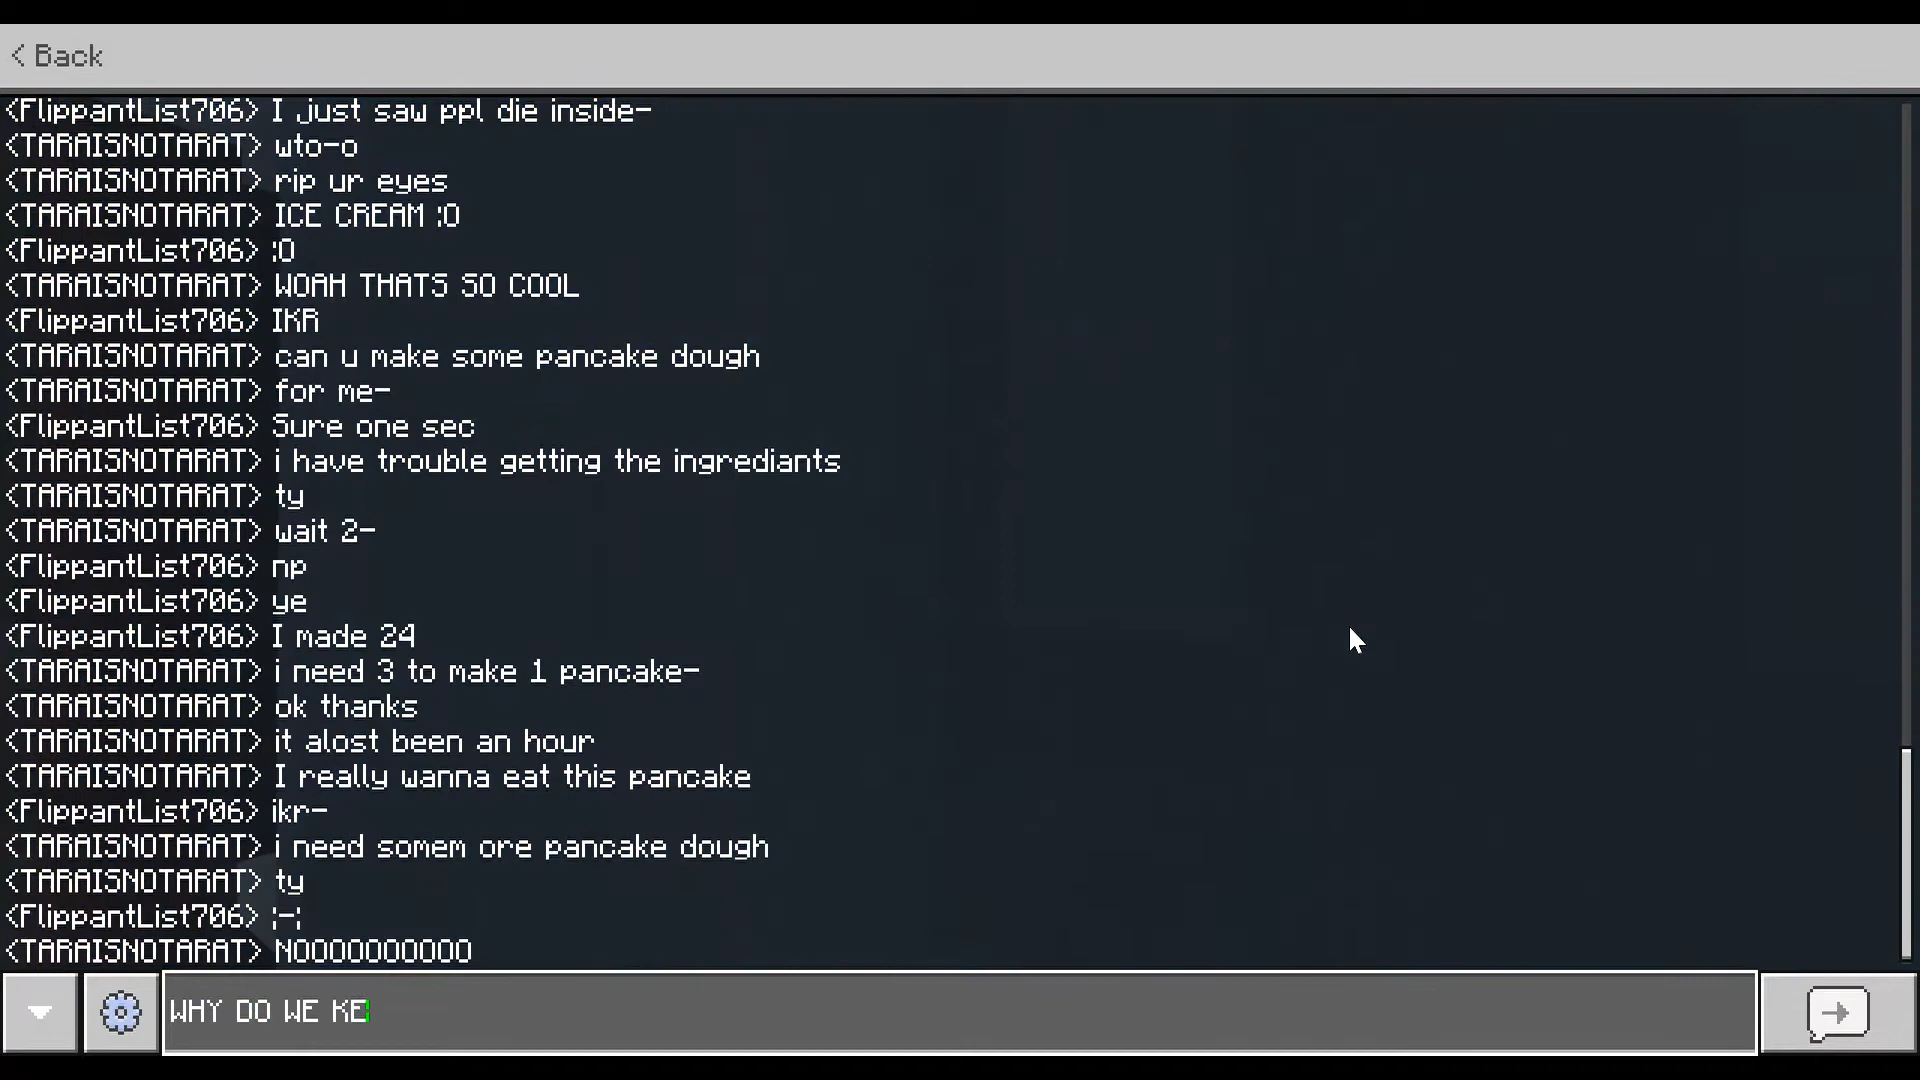 < Back
<FlippantList706> I just saw ppl die inside-
<TARAISNOTARAT> wto-o
<TARAISNOTARAT> rip ur eyes
<TARAISNOTARAT> ICE CREAM :O
<FlippantList706> :O
<TARAISNOTARAT> WOAH THATS SO COOL
<FlippantList706> IKR
<TARAISNOTARAT> can u make some pancake dough
<TARAISNOTARAT> for me-
<FlippantList706> Sure one sec
<TARAISNOTARAT> i have trouble getting the ingrediants
<TARAISNOTARAT> ty
<TARAISNOTARAT> wait 2-
<FlippantList706> np
<FlippantList706> ye
<FlippantList706> I made 24
<TARAISNOTARAT> i need 3 to make 1 pancake-
<TARAISNOTARAT> ok thanks
<TARAISNOTARAT> it alost been an hour
<TARAISNOTARAT> I really wanna eat this pancake
<FlippantList706> ikr-
<TARAISNOTARAT> i need somem ore pancake dough
<TARAISNOTARAT> ty
<FlippantList706> ;-;
<TARAISNOTARAT> NOOOOOOOOOO
WHY DO WE KE